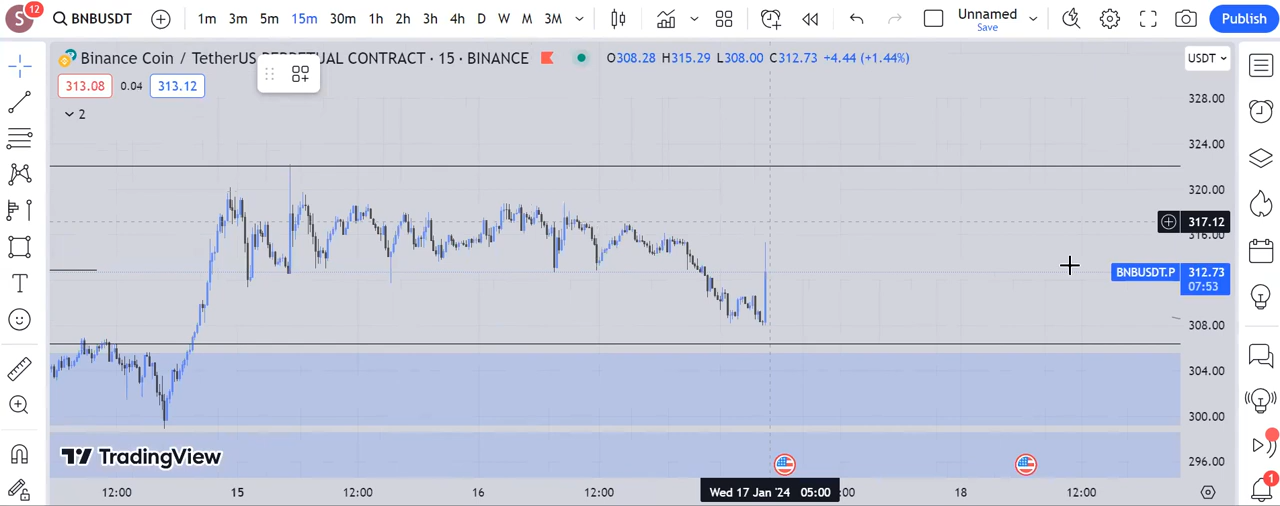 S 12 BNBUSDT 1m 3m 5m 15m 30m 1h 2h 3h 4h D W M 3M Unnamed Save Publish
Binance Coin / TetherUS PERPETUAL CONTRACT · 15 · BINANCE O308.28 H315.29 L308.00 C312.73 +4.44 (+1.44%) USDT
313.08 0.04 313.12
2
328.00
324.00
320.00
317.12
BNBUSDT.P 312.73
07:53
308.00
304.00
300.00
296.00
TradingView
12:00 15 12:00 16 12:00 Wed 17 Jan '24 05:00 18 12:00
1